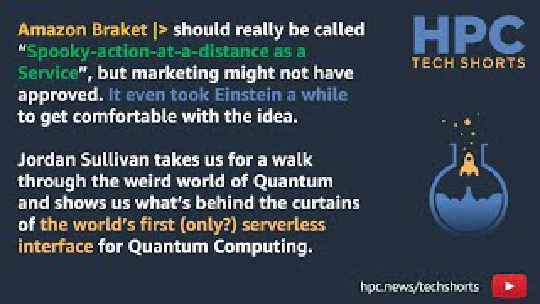 Amazon Braket |> should really be called
“Spooky-action-at-a-distance as a
Service”, but marketing might not have
approved. It even took Einstein a while
to get comfortable with the idea.
Jordan Sullivan takes us for a walk
through the weird world of Quantum
and shows us what’s behind the curtains
of the world’s first (only?) serverless
interface for Quantum Computing.
HPC
TECH SHORTS
hpc.news/techshorts